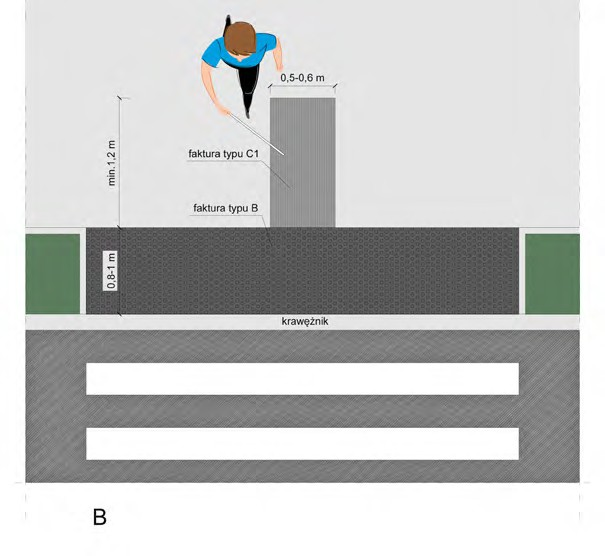 0,5-0,6 m
min.1,2 m
faktura typu C1
faktura typu B
0,8-1 m
krawężnik
B